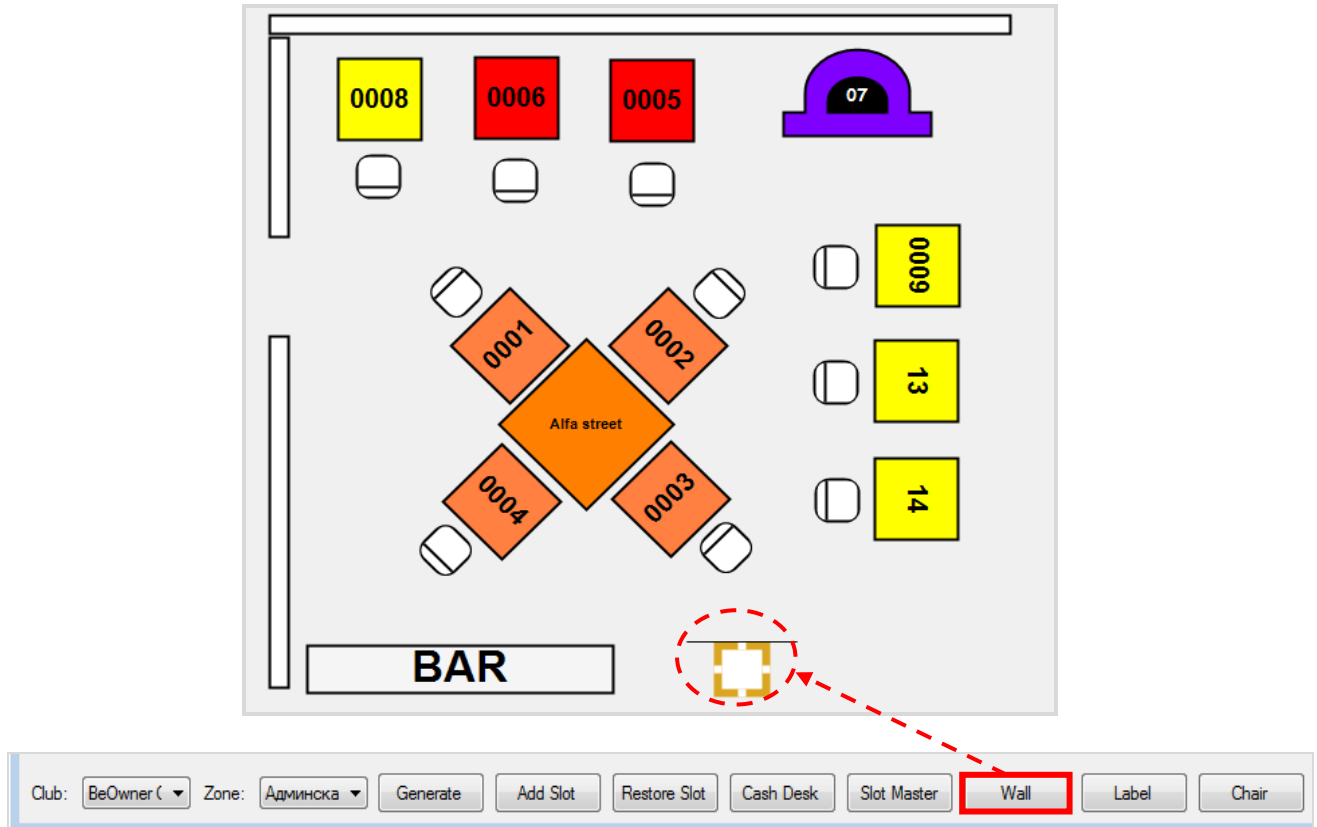 0008
0006
0005
07
0009
0001
0002
13
Alfa street
0004
0003
14
BAR
Club:
BeOwner (
Zone:
Админска
Generate
Add Slot
Restore Slot
Cash Desk
Slot Master
Wall
Label
Chair